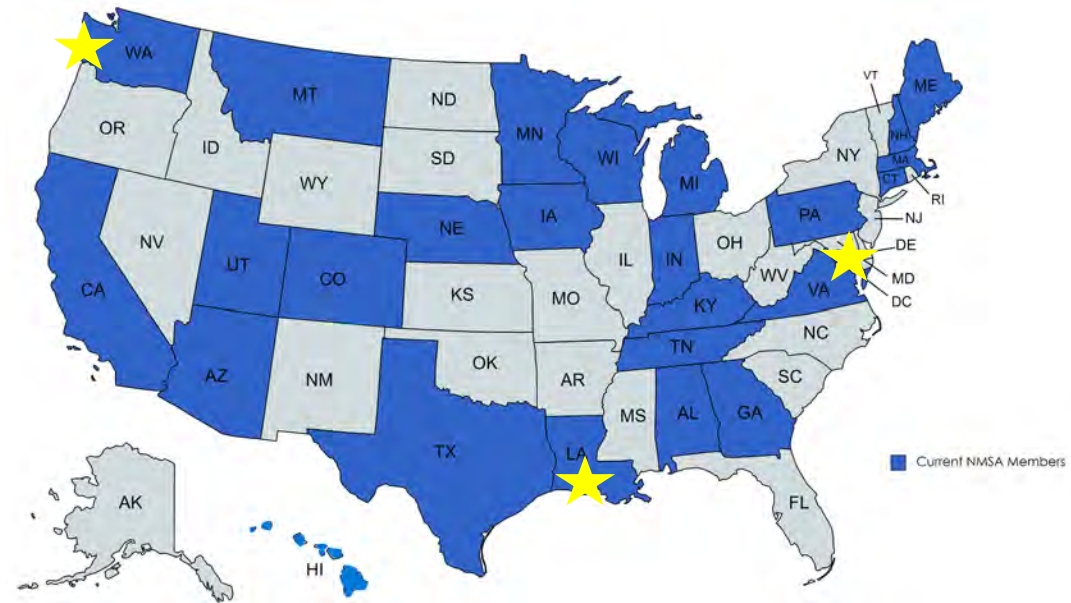 WA
MT
ND
MN
ME
VT
OR
ID
SD
WI
NH
NY
MA
WY
MI
CT
RI
IA
PA
NJ
NE
NV
OH
DE
UT
IL
IN
CA
CO
WV
MD
VA
DC
KS
MO
KY
NC
TN
OK
AZ
NM
AR
SC
MS
AL
GA
TX
LA
Current NMSA Members
AK
FL
HI